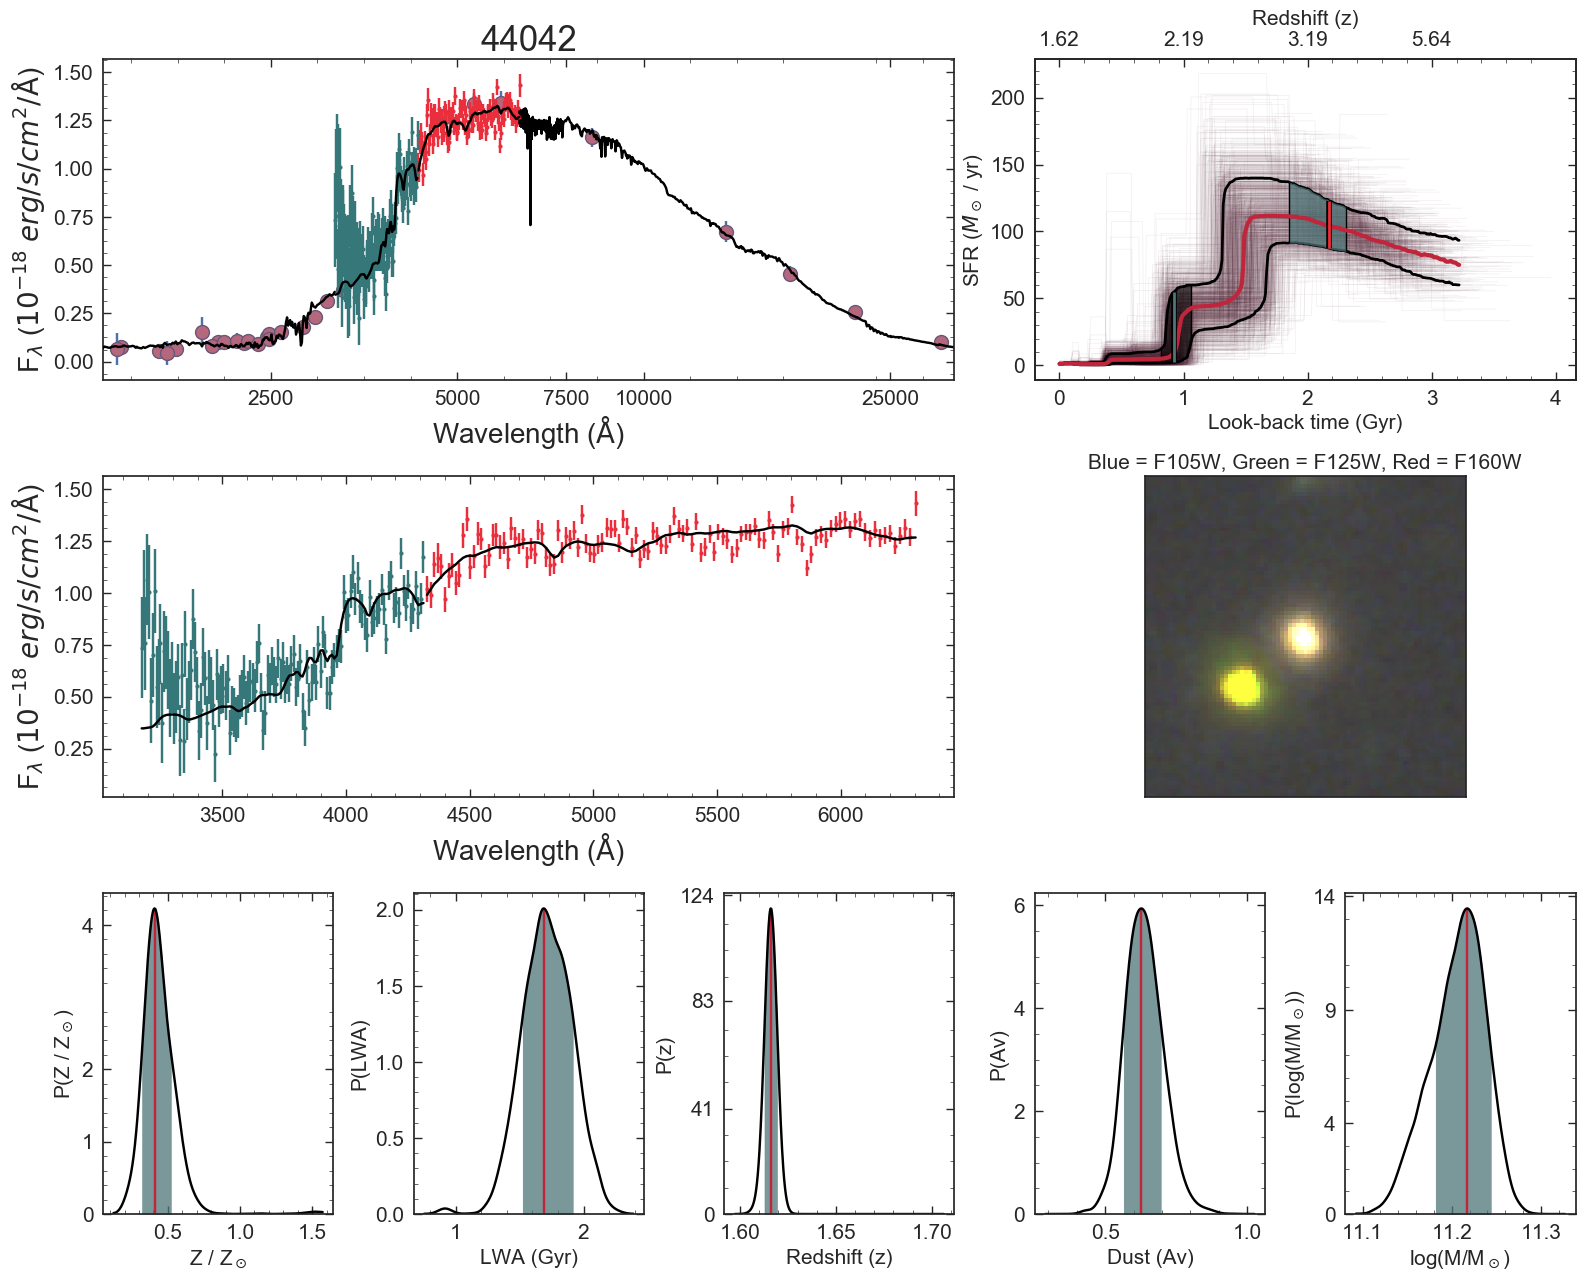 44042
1.50
1.25
1.00
0.75
0.50
0.25
0.00
F_λ (10^−18 erg/s/cm^2/Å)
2500 5000 7500 10000 25000
Wavelength (Å)
Redshift (z)
1.62 2.19 3.19 5.64
200
150
100
50
0
SFR (M_⊙ / yr)
0 1 2 3 4
Look-back time (Gyr)
1.50
1.25
1.00
0.75
0.50
0.25
F_λ (10^−18 erg/s/cm^2/Å)
3500 4000 4500 5000 5500 6000
Wavelength (Å)
Blue = F105W, Green = F125W, Red = F160W
4
2
1
0
P(Z / Z_⊙)
0.5 1.0 1.5
Z / Z_⊙
2.0
1.5
1.0
0.5
0.0
P(LWA)
1 2
LWA (Gyr)
124
83
41
0
P(z)
1.60 1.65 1.70
Redshift (z)
6
4
2
0
P(Av)
0.5 1.0
Dust (Av)
14
9
4
0
P(log(M/M_⊙))
11.1 11.2 11.3
log(M/M_⊙)